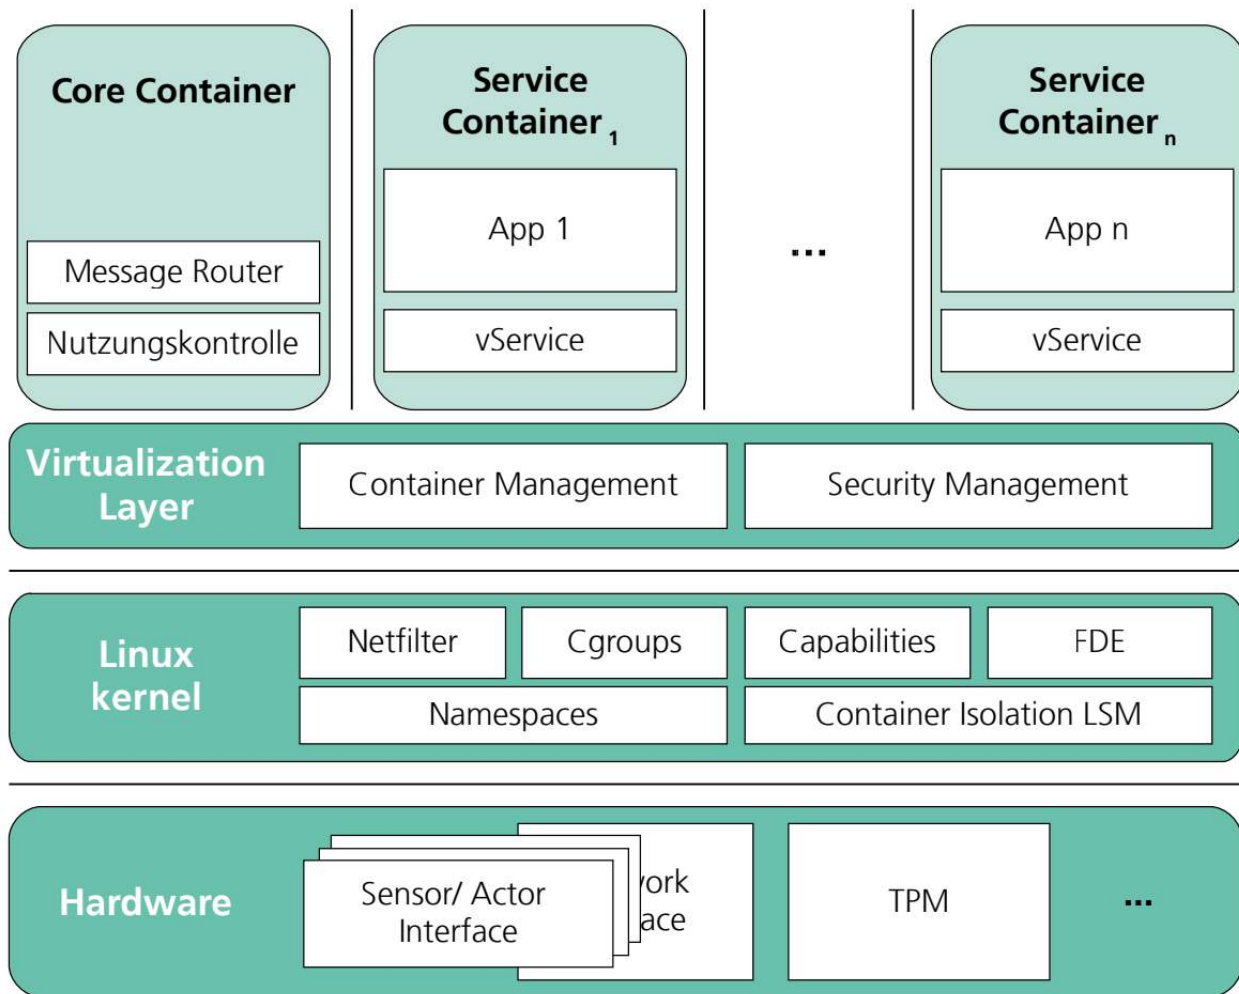 Core Container
Message Router
Nutzungskontrolle
Service
Container 1
App 1
vService
...
Service
Container n
App n
vService
Virtualization
Layer
Container Management
Security Management
Linux
kernel
Netfilter
Cgroups
Capabilities
FDE
Namespaces
Container Isolation LSM
Hardware
Sensor/ Actor
Interface
TPM
...